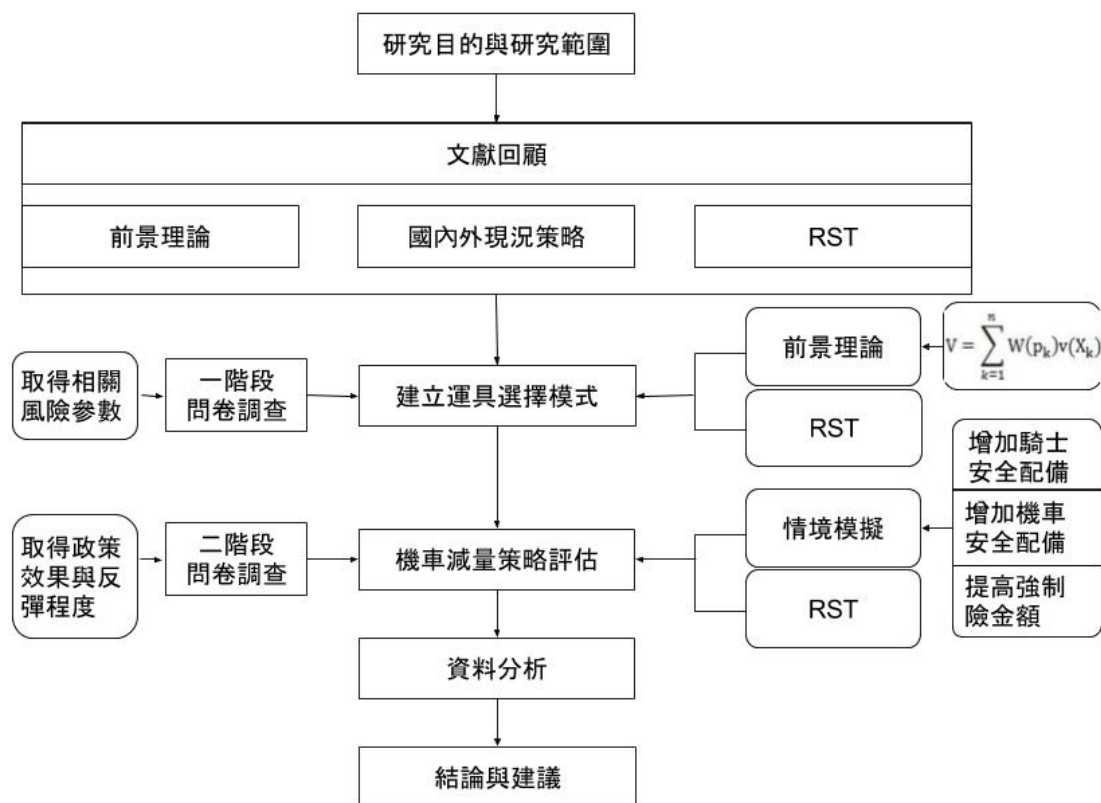 研究目的與研究範圍
文獻回顧
前景理論
國內外現況策略
RST
取得相關
風險參數
一階段
問卷調查
建立運具選擇模式
前景理論
V = \sum_{k=1}^{n} W(p_k)v(X_k)
RST
取得政策
效果與反
彈程度
二階段
問卷調查
機車減量策略評估
情境模擬
RST
增加騎士
安全配備
增加機車
安全配備
提高強制
險金額
資料分析
結論與建議